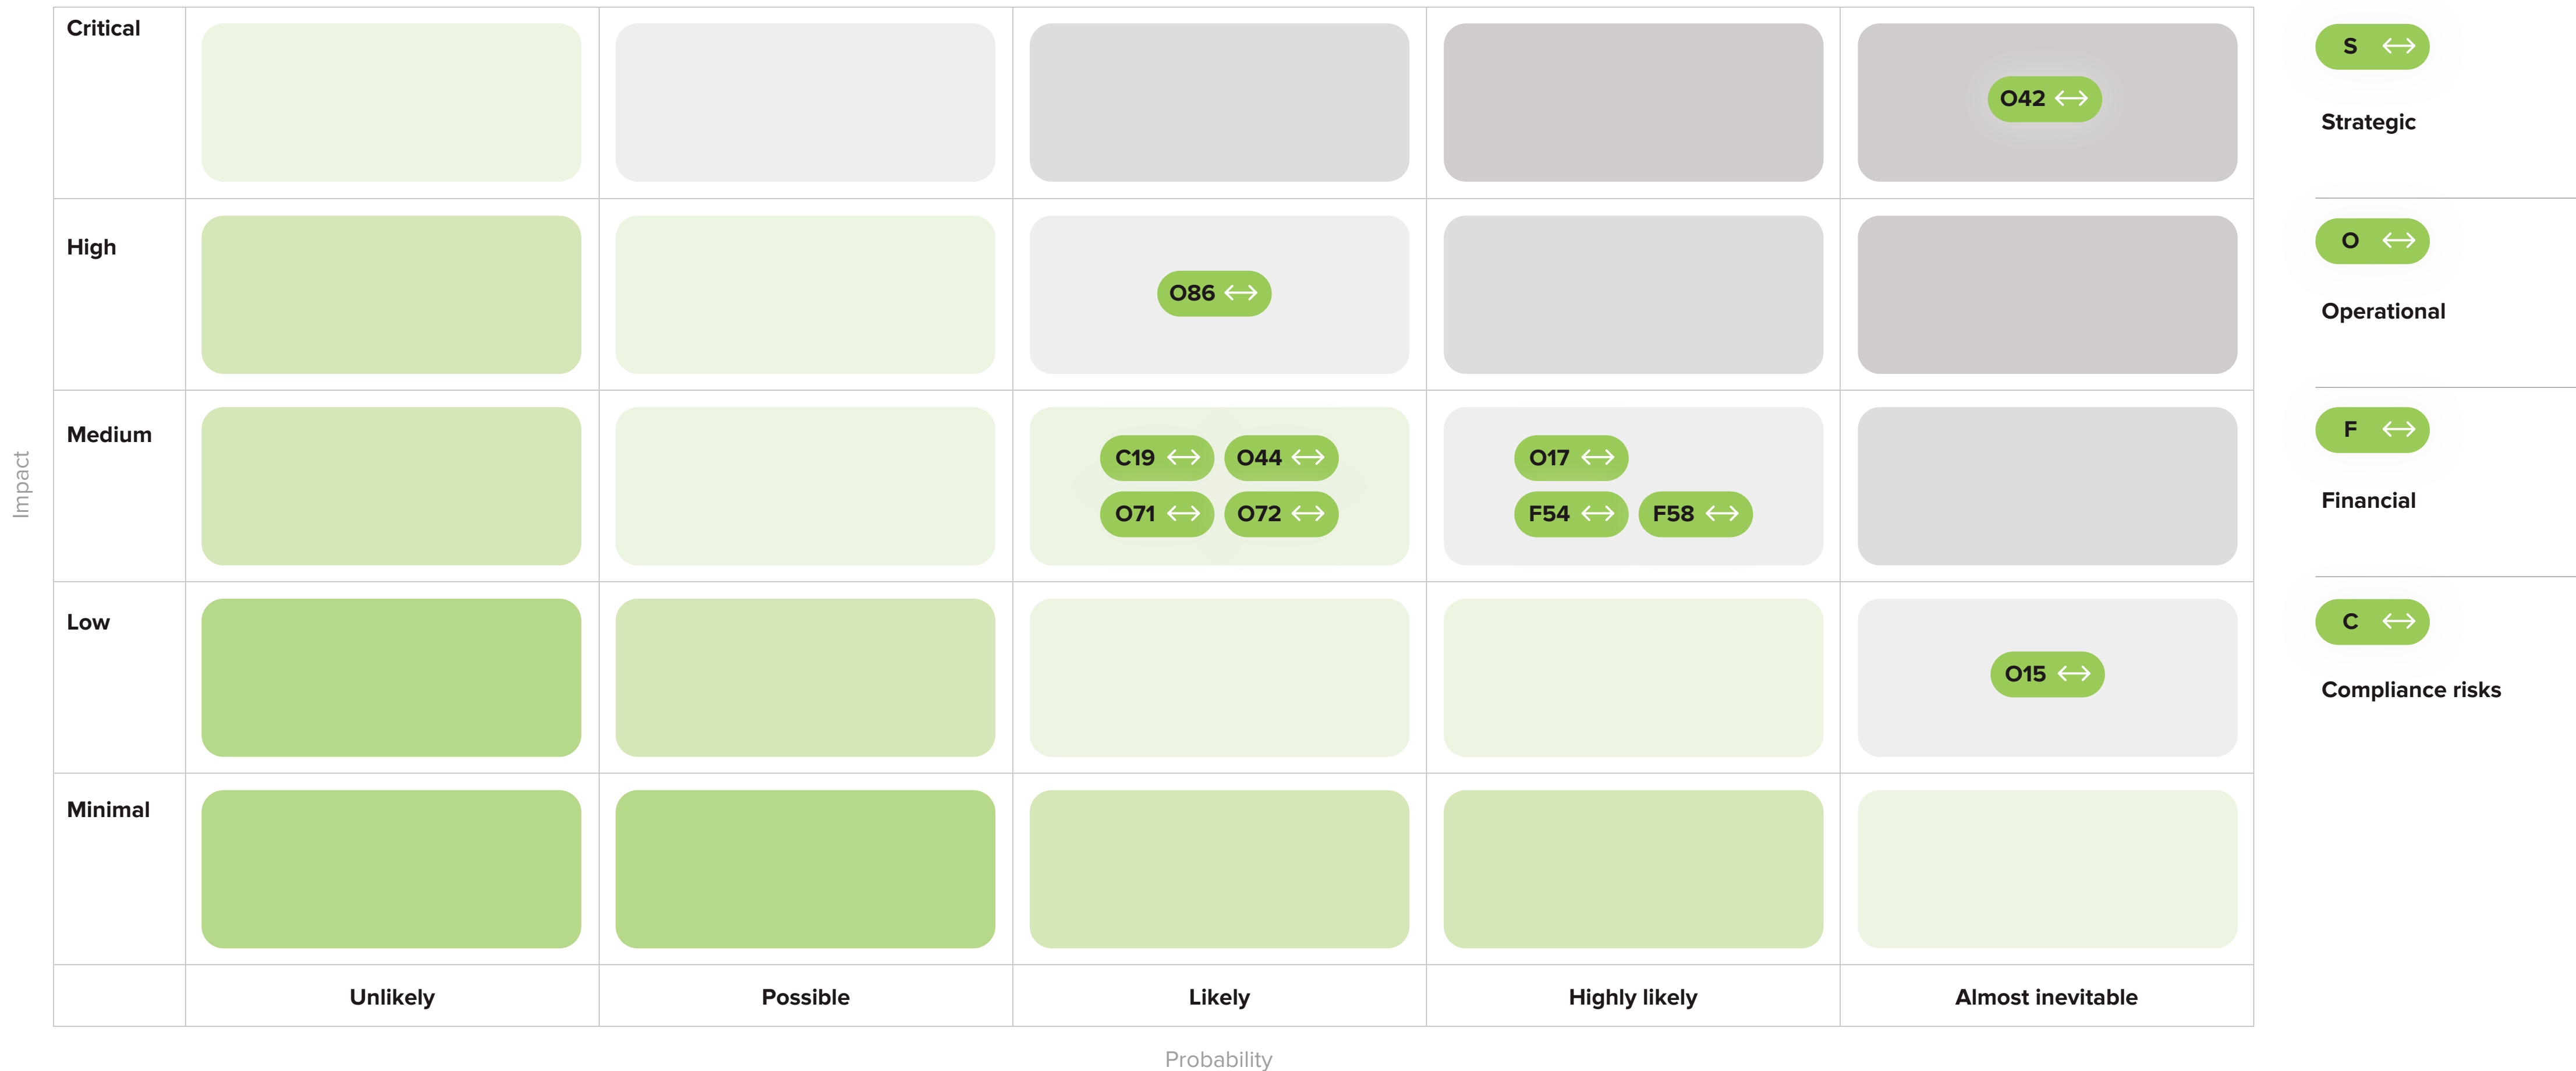 Critical
O42 ↔
High
O86 ↔
Medium
C19 ↔ O44 ↔
O71 ↔ O72 ↔
O17 ↔
F54 ↔ F58 ↔
Low
O15 ↔
Minimal
Unlikely Possible Likely Highly likely Almost inevitable
Impact
Probability
S ↔
Strategic
O ↔
Operational
F ↔
Financial
C ↔
Compliance risks